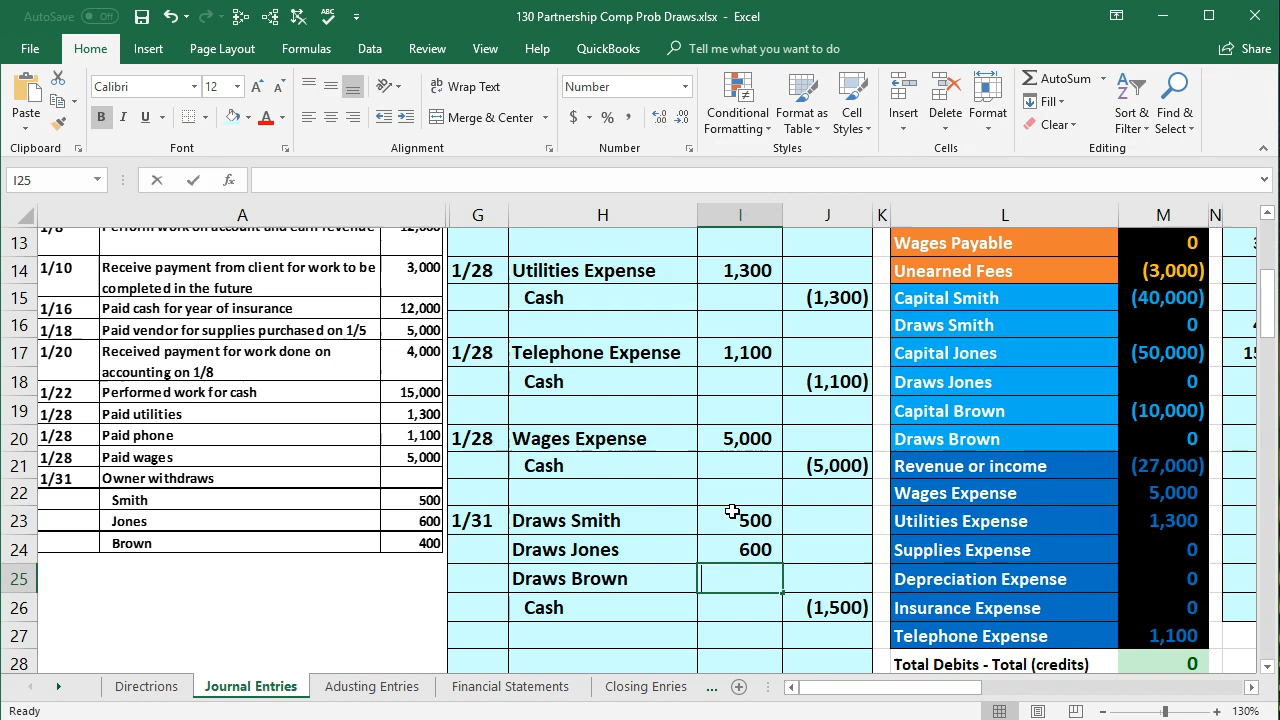 AutoSave Off 130 Partnership Comp Prob Draws.xlsx — Excel
File Home Insert Page Layout Formulas Data Review View Help QuickBooks Tell me what you want to do Share
Calibri 12 Wrap Text Number AutoSum
Paste B I U Merge & Center $ % Conditional Formatting Format as Table Cell Styles Insert Delete Format Fill Clear Sort & Filter Find & Select
Clipboard Font Alignment Number Styles Cells Editing
I25 fx
A G H I J K L M N
13 1/8 Perform work on account and earn revenue 12,000 Wages Payable 0
14 1/10 Receive payment from client for work to be completed in the future 3,000 1/28 Utilities Expense 1,300 Unearned Fees (3,000)
15 1/16 Paid cash for year of insurance 12,000 Cash (1,300) Capital Smith (40,000)
16 1/18 Paid vendor for supplies purchased on 1/5 5,000 Draws Smith 0
17 1/20 Received payment for work done on accounting on 1/8 4,000 1/28 Telephone Expense 1,100 Capital Jones (50,000)
18 1/22 Performed work for cash 15,000 Cash (1,100) Draws Jones 0
19 1/28 Paid utilities 1,300 Capital Brown (10,000)
20 1/28 Paid phone 1,100 1/28 Wages Expense 5,000 Draws Brown 0
21 1/28 Paid wages 5,000 Cash (5,000) Revenue or income (27,000)
22 1/31 Owner withdraws Wages Expense 5,000
23 Smith 500 1/31 Draws Smith 500 Utilities Expense 1,300
24 Jones 600 Draws Jones 600 Supplies Expense 0
25 Brown 400 Draws Brown Depreciation Expense 0
26 Cash (1,500) Insurance Expense 0
27 Telephone Expense 1,100
28 Total Debits - Total (credits) 0
Directions Journal Entries Adusting Entries Financial Statements Closing Enries ...
Ready 130%